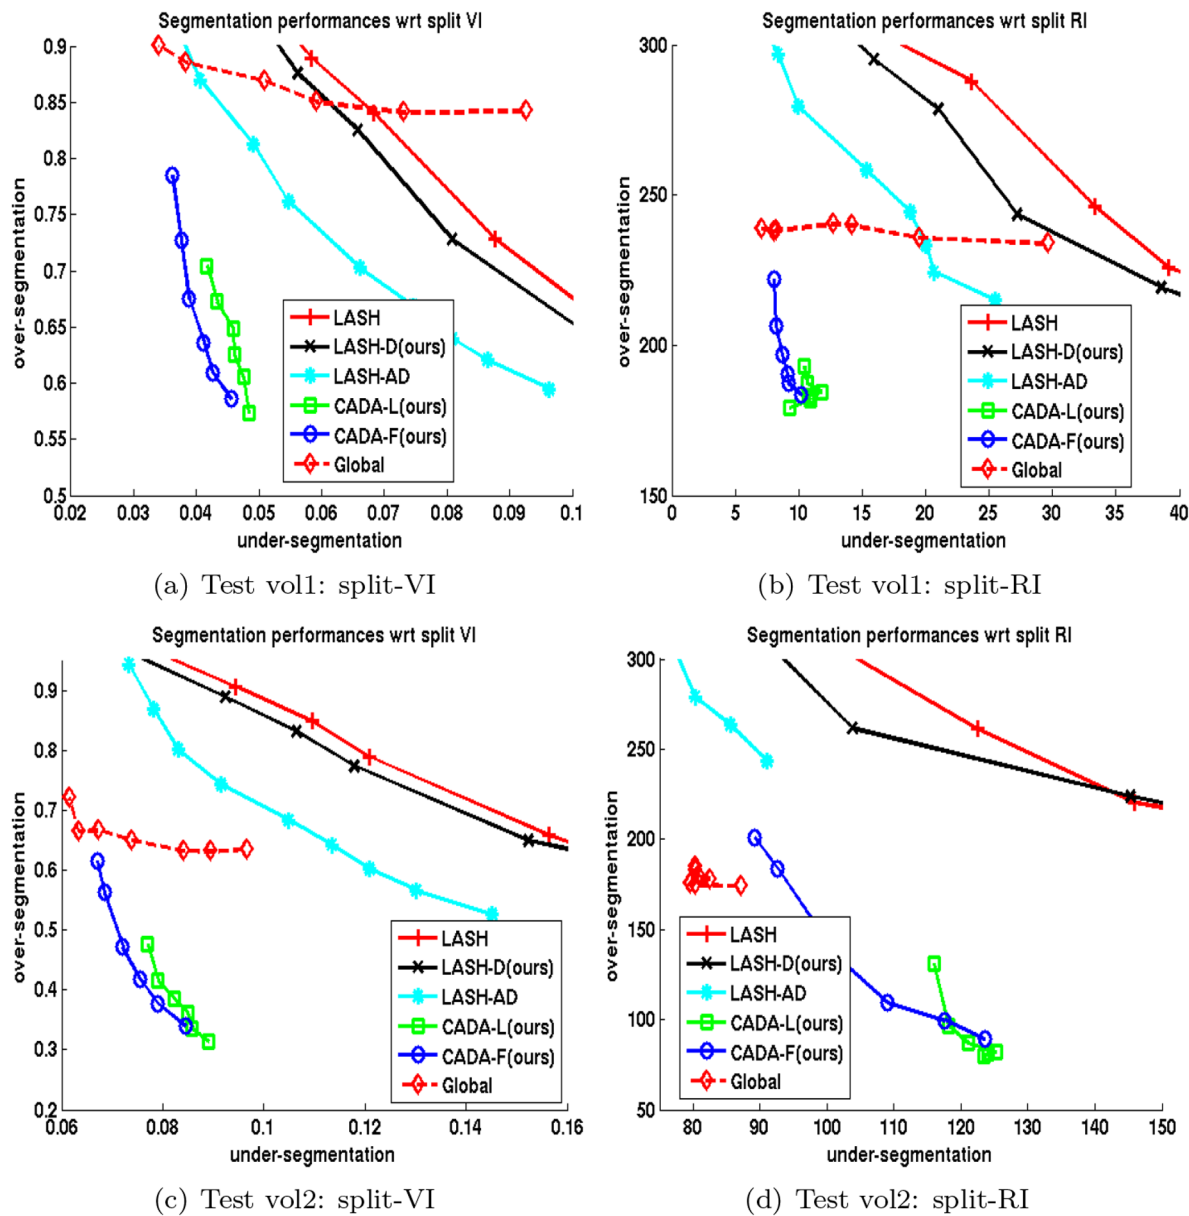 Segmentation performances wrt split VI
over-segmentation
0.9
0.85
0.8
0.75
0.7
0.65
0.6
0.55
0.5
0.02 0.03 0.04 0.05 0.06 0.07 0.08 0.09 0.1
under-segmentation
LASH
LASH-D(ours)
LASH-AD
CADA-L(ours)
CADA-F(ours)
Global
(a) Test vol1: split-VI
Segmentation performances wrt split RI
over-segmentation
300
250
200
150
0 5 10 15 20 25 30 35 40
under-segmentation
LASH
LASH-D(ours)
LASH-AD
CADA-L(ours)
CADA-F(ours)
Global
(b) Test vol1: split-RI
Segmentation performances wrt split VI
over-segmentation
0.9
0.8
0.7
0.6
0.5
0.4
0.3
0.2
0.06 0.08 0.1 0.12 0.14 0.16
under-segmentation
LASH
LASH-D(ours)
LASH-AD
CADA-L(ours)
CADA-F(ours)
Global
(c) Test vol2: split-VI
Segmentation performances wrt split RI
over-segmentation
300
250
200
150
100
50
80 90 100 110 120 130 140 150
under-segmentation
LASH
LASH-D(ours)
LASH-AD
CADA-L(ours)
CADA-F(ours)
Global
(d) Test vol2: split-RI